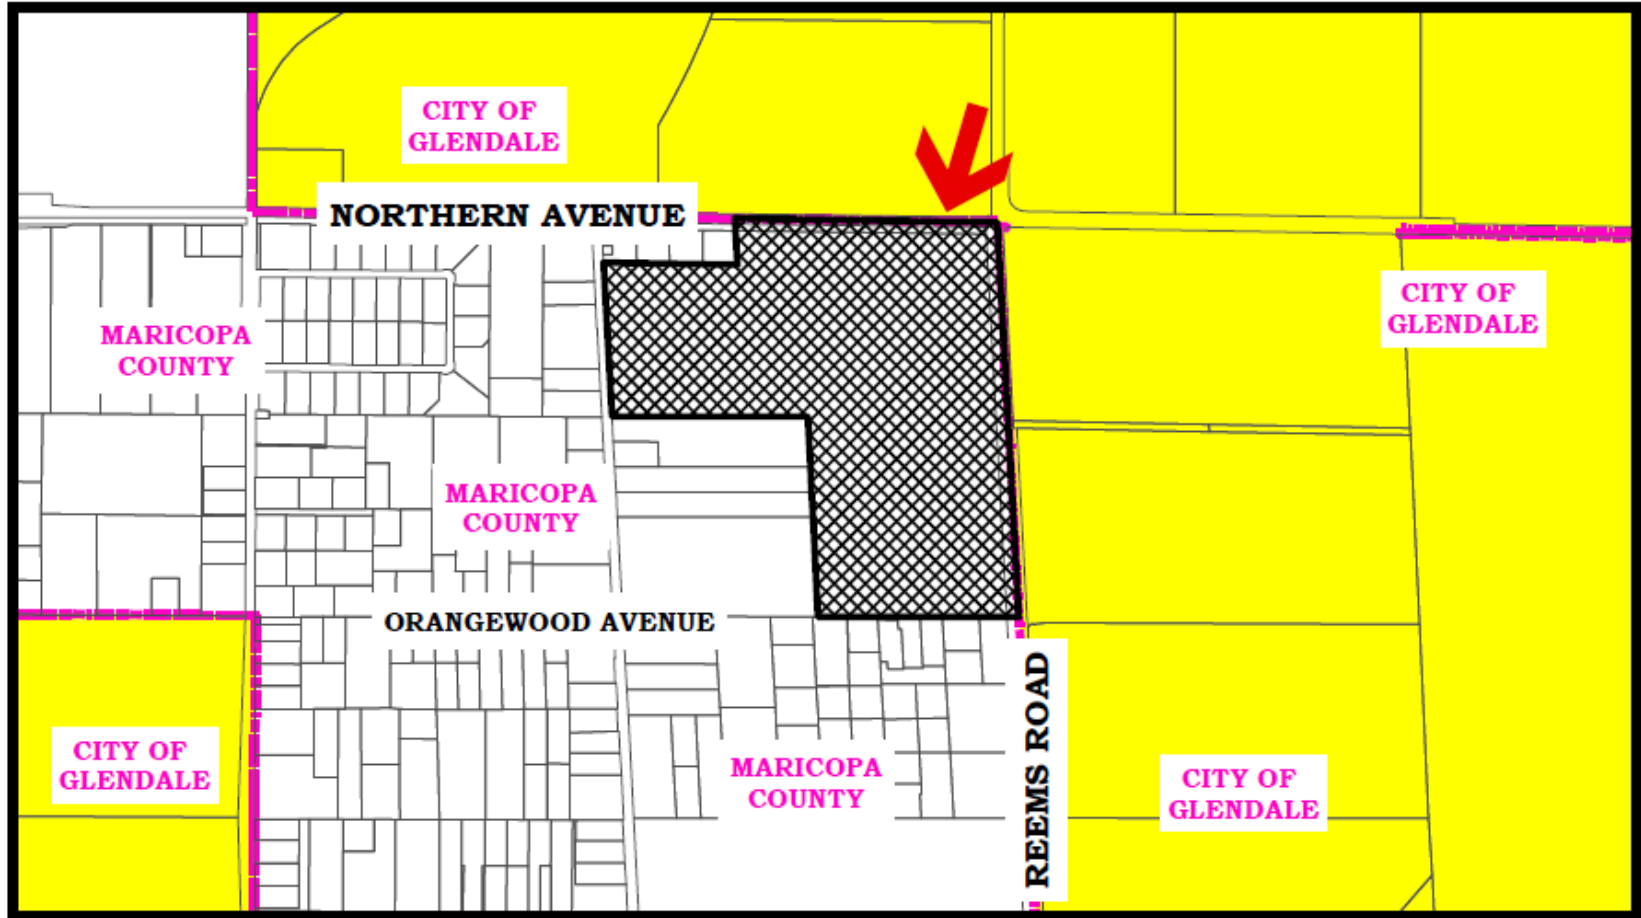 CITY OF
GLENDALE
NORTHERN AVENUE
CITY OF
GLENDALE
MARICOPA
COUNTY
MARICOPA
COUNTY
ORANGEWOOD AVENUE
REEMS ROAD
CITY OF
GLENDALE
MARICOPA
COUNTY
CITY OF
GLENDALE